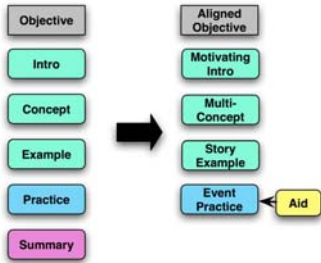 Objective
Intro
Concept
Example
Practice
Summary
Aligned
Objective
Motivating
Intro
Multi-
Concept
Story
Example
Event
Practice
Aid